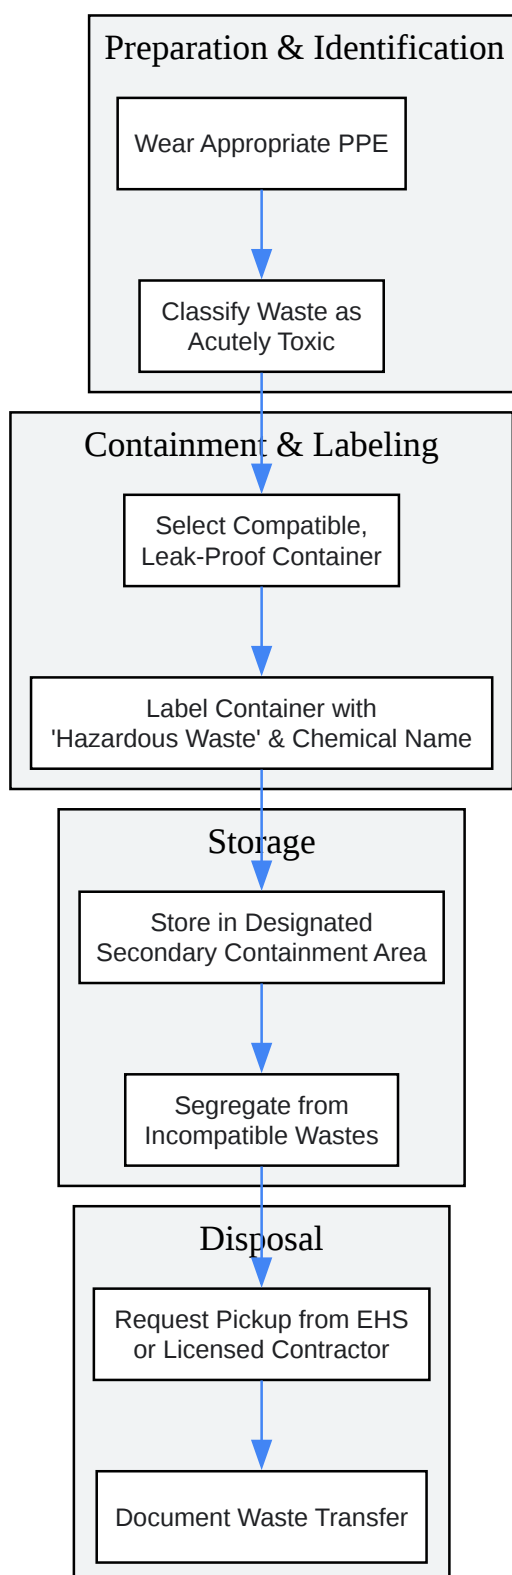 Preparation & Identification
Wear Appropriate PPE
Classify Waste as
Acutely Toxic
Containment & Labeling
Select Compatible,
Leak-Proof Container
Label Container with
'Hazardous Waste' & Chemical Name
Storage
Store in Designated
Secondary Containment Area
Segregate from
Incompatible Wastes
Disposal
Request Pickup from EHS
or Licensed Contractor
Document Waste Transfer